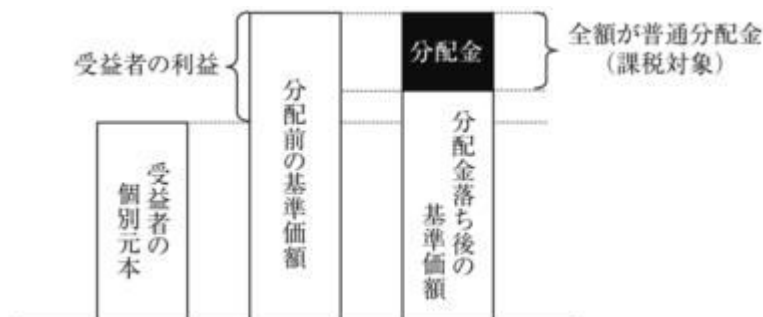 受益者の利益
分配金
全額が普通分配金
（課税対象）
受益者の
個別元本
分配前の基準価額
分配金落ち後の
基準価額